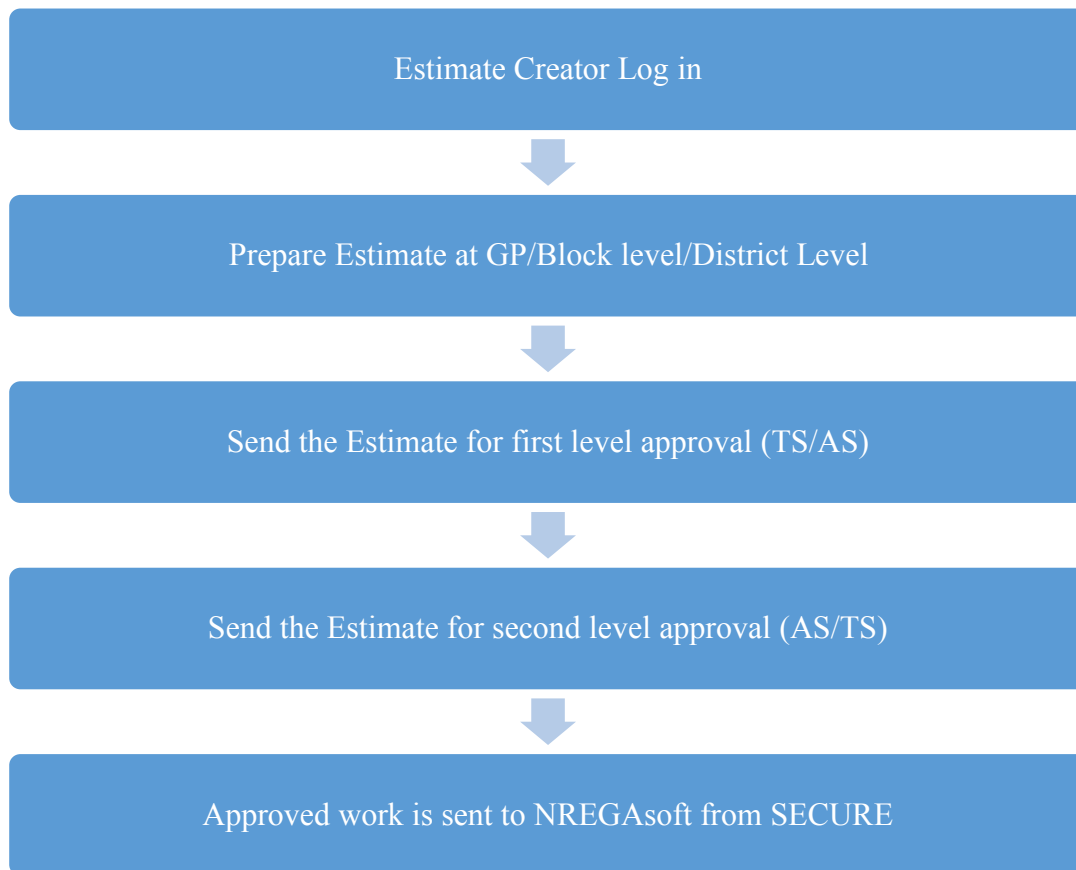 Estimate Creator Log in
Prepare Estimate at GP/Block level/District Level
Send the Estimate for first level approval (TS/AS)
Send the Estimate for second level approval (AS/TS)
Approved work is sent to NREGAsoft from SECURE